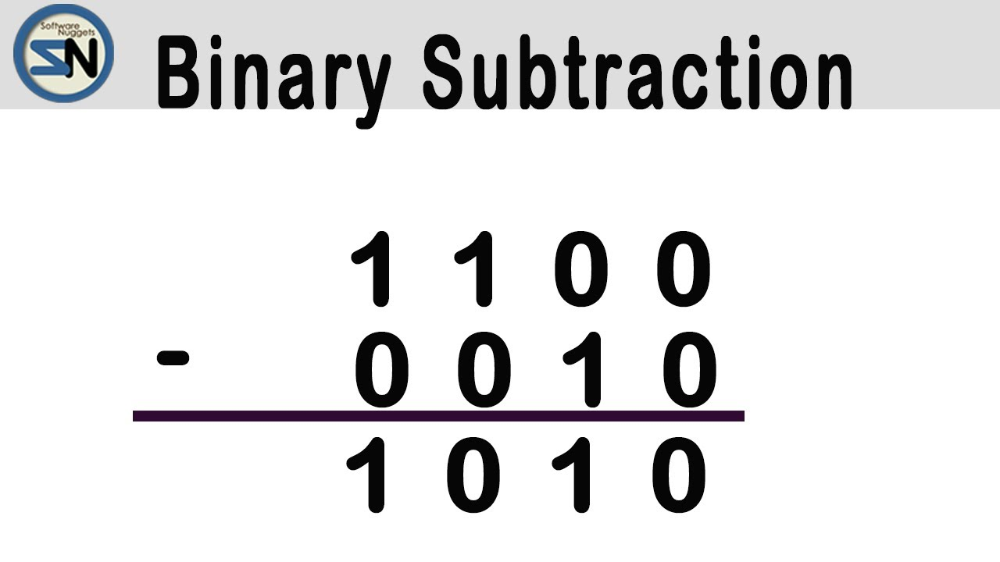 Software
Nuggets
SN
Binary Subtraction
1 1 0 0
- 0 0 1 0
1 0 1 0